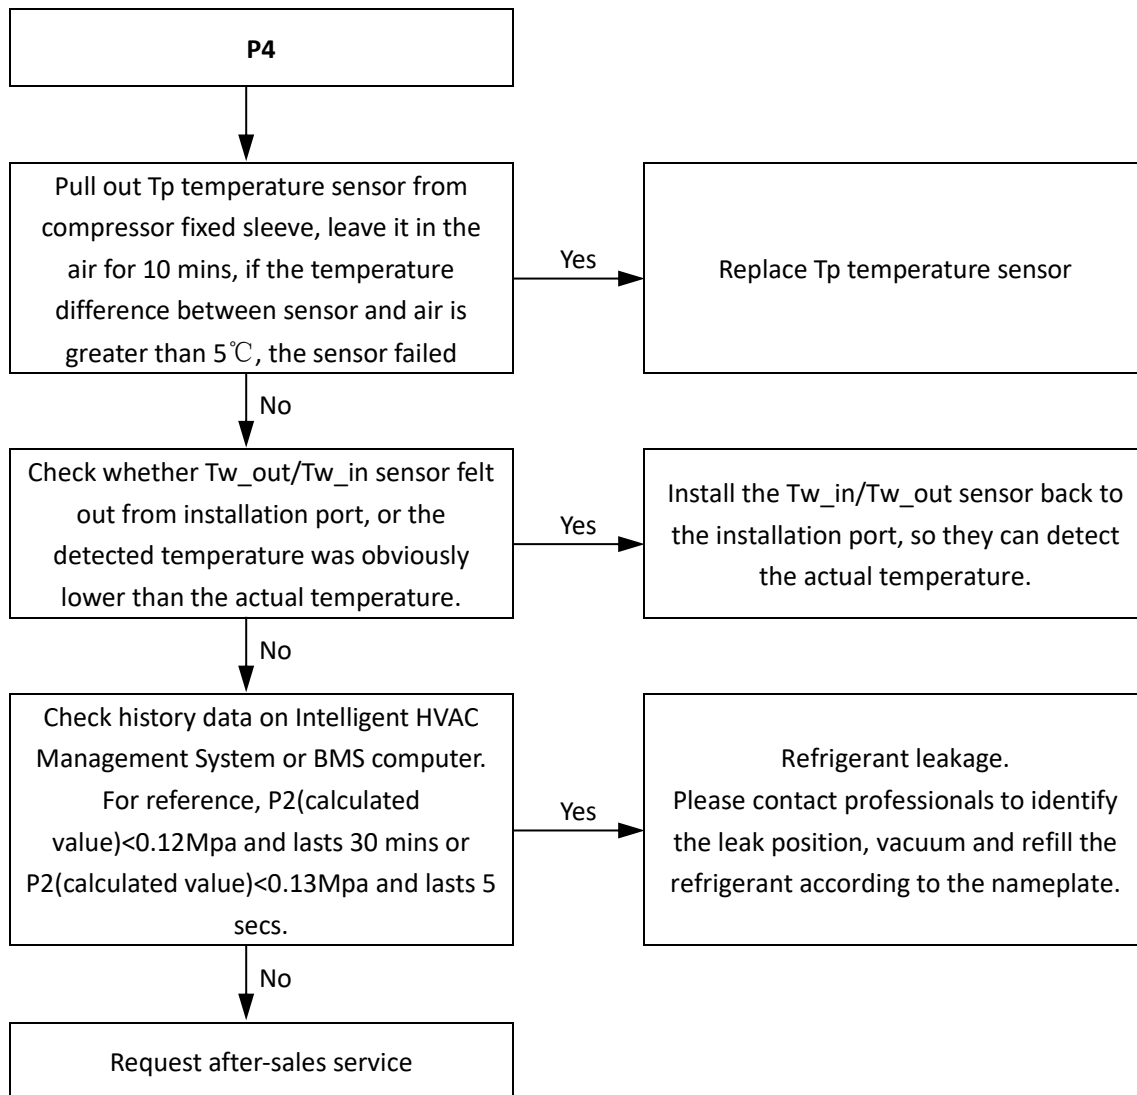 P4
Pull out Tp temperature sensor from
compressor fixed sleeve, leave it in the
air for 10 mins, if the temperature
difference between sensor and air is
greater than 5℃, the sensor failed
Yes
Replace Tp temperature sensor
No
Check whether Tw_out/Tw_in sensor felt
out from installation port, or the
detected temperature was obviously
lower than the actual temperature.
Yes
Install the Tw_in/Tw_out sensor back to
the installation port, so they can detect
the actual temperature.
No
Check history data on Intelligent HVAC
Management System or BMS computer.
For reference, P2(calculated
value)<0.12Mpa and lasts 30 mins or
P2(calculated value)<0.13Mpa and lasts 5
secs.
Yes
Refrigerant leakage.
Please contact professionals to identify
the leak position, vacuum and refill the
refrigerant according to the nameplate.
No
Request after-sales service